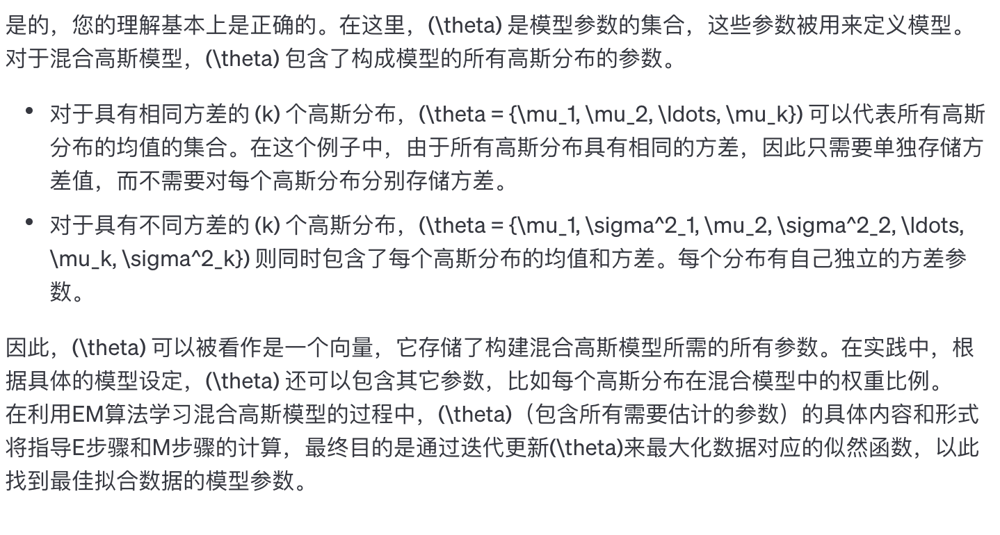 是的，您的理解基本上是正确的。在这里，(\theta) 是模型参数的集合，这些参数被用来定义模型。
对于混合高斯模型，(\theta) 包含了构成模型的所有高斯分布的参数。
• 对于具有相同方差的 (k) 个高斯分布，(\theta = {\mu_1, \mu_2, \ldots, \mu_k}) 可以代表所有高斯
分布的均值的集合。在这个例子中，由于所有高斯分布具有相同的方差，因此只需要单独存储方
差值，而不需要对每个高斯分布分别存储方差。
• 对于具有不同方差的 (k) 个高斯分布，(\theta = {\mu_1, \sigma^2_1, \mu_2, \sigma^2_2, \ldots,
\mu_k, \sigma^2_k}) 则同时包含了每个高斯分布的均值和方差。每个分布有自己独立的方差参
数。
因此，(\theta) 可以被看作是一个向量，它存储了构建混合高斯模型所需的所有参数。在实践中，根
据具体的模型设定，(\theta) 还可以包含其它参数，比如每个高斯分布在混合模型中的权重比例。
在利用EM算法学习混合高斯模型的过程中，(\theta)（包含所有需要估计的参数）的具体内容和形式
将指导E步骤和M步骤的计算，最终目的是通过迭代更新(\theta)来最大化数据对应的似然函数，以此
找到最佳拟合数据的模型参数。